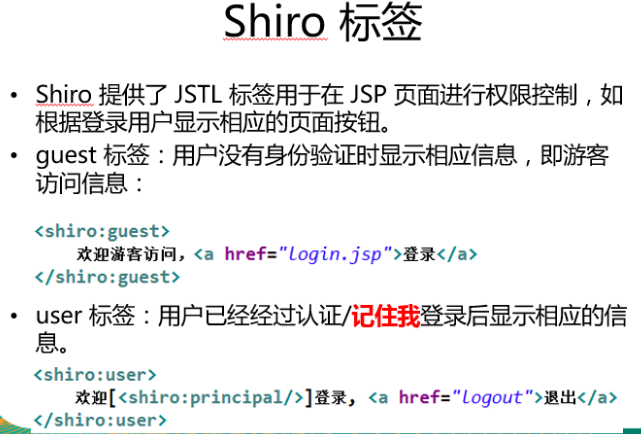 Shiro 标签
• Shiro 提供了 JSTL 标签用于在 JSP 页面进行权限控制，如
根据登录用户显示相应的页面按钮。
• guest 标签：用户没有身份验证时显示相应信息，即游客
访问信息：
<shiro:guest>
欢迎游客访问，<a href="login.jsp">登录</a>
</shiro:guest>
• user 标签：用户已经经过认证/记住我登录后显示相应的信
息。
<shiro:user>
欢迎[<shiro:principal/>]登录，<a href="logout">退出</a>
</shiro:user>